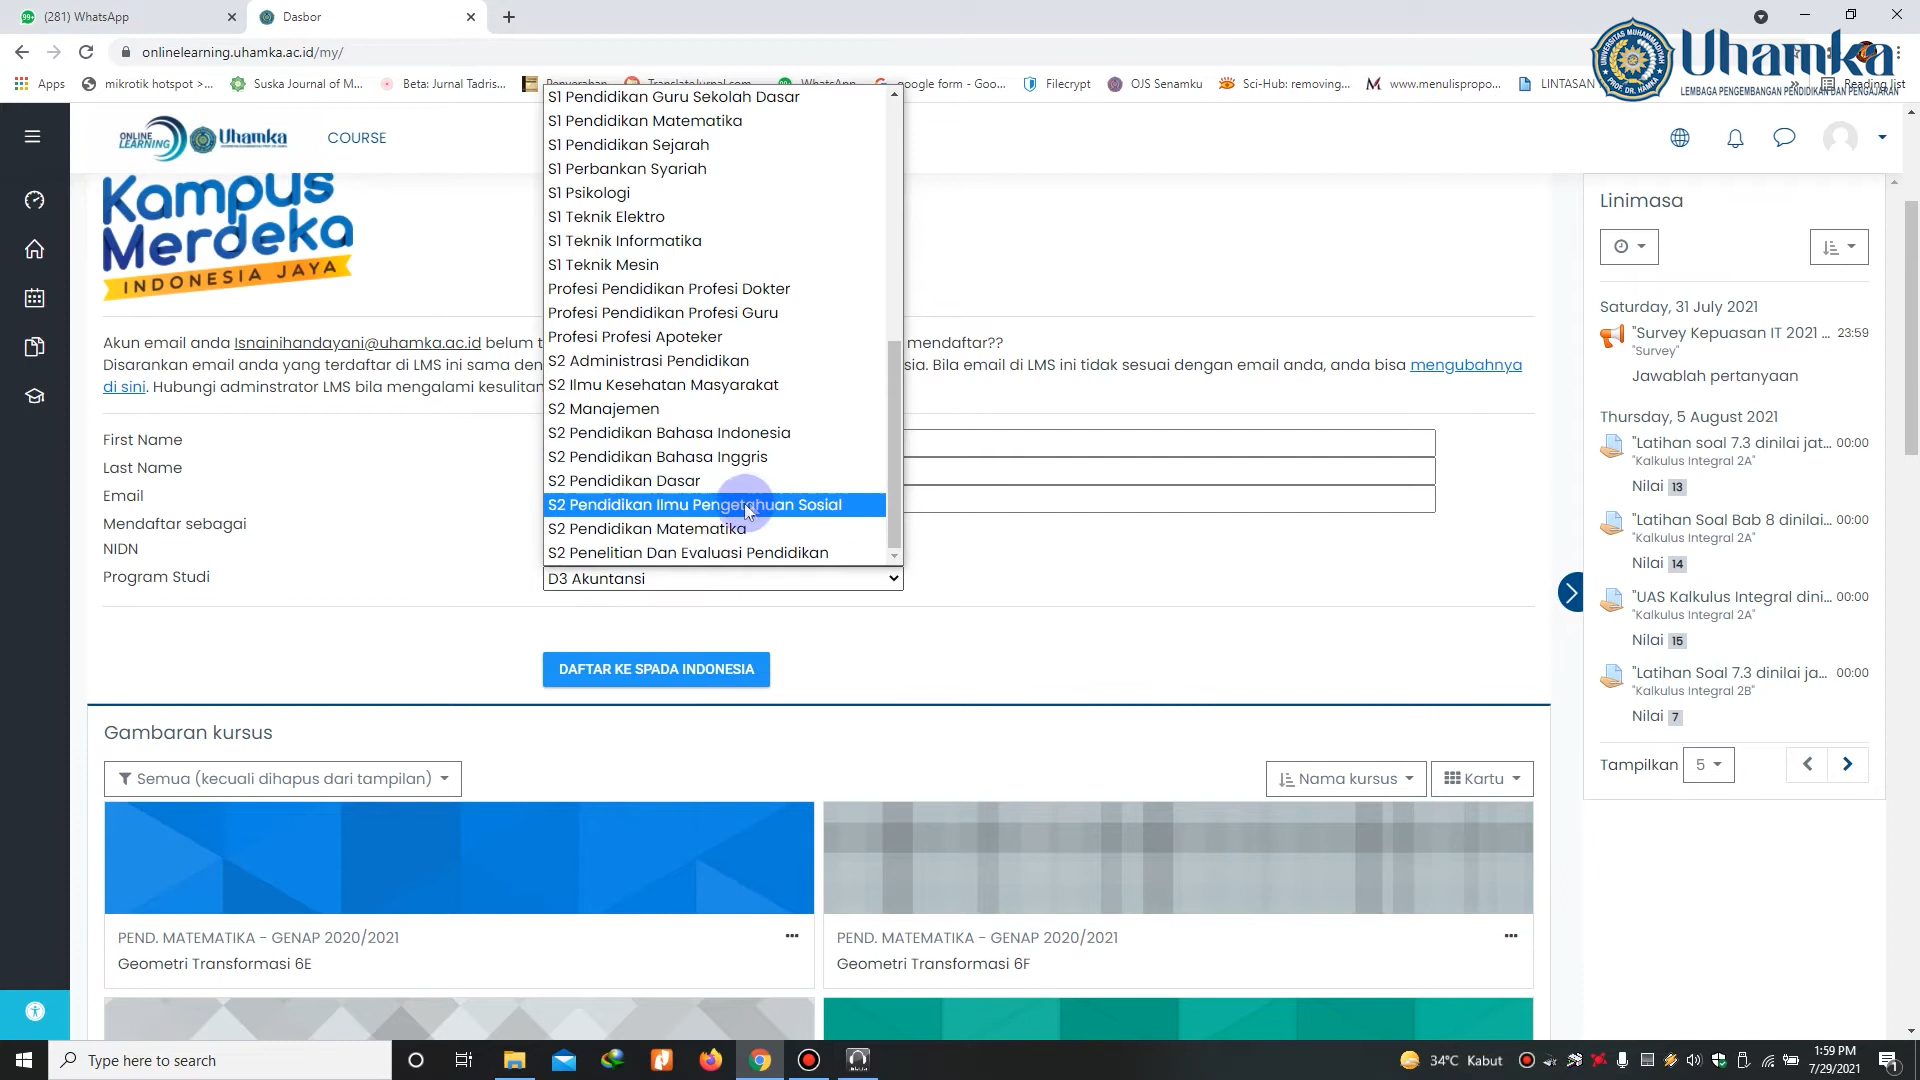 (281) WhatsApp
Dasbor
onlinelearning.uhamka.ac.id/my/
Apps
mikrotik hotspot >...
Suska Journal of M...
Beta: Jurnal Tadris...
WhatsApp
google form - Goo...
Filecrypt
OJS Senamku
Sci-Hub: removing...
www.menulispropo...
LINTASAN
Reading list
Uhamka
LEMBAGA PENGEMBANGAN PENDIDIKAN DAN PENGAJARAN
ONLINE LEARNING
Uhamka
COURSE
Kampus
Merdeka
INDONESIA JAYA
S1 Pendidikan Guru Sekolah Dasar
S1 Pendidikan Matematika
S1 Pendidikan Sejarah
S1 Perbankan Syariah
S1 Psikologi
S1 Teknik Elektro
S1 Teknik Informatika
S1 Teknik Mesin
Profesi Pendidikan Profesi Dokter
Profesi Pendidikan Profesi Guru
Profesi Profesi Apoteker
S2 Administrasi Pendidikan
S2 Ilmu Kesehatan Masyarakat
S2 Manajemen
S2 Pendidikan Bahasa Indonesia
S2 Pendidikan Bahasa Inggris
S2 Pendidikan Dasar
S2 Pendidikan Ilmu Pengetahuan Sosial
S2 Pendidikan Matematika
S2 Penelitian Dan Evaluasi Pendidikan
Akun email anda Isnainihandayani@uhamka.ac.id belum t mendaftar??
Disarankan email anda yang terdaftar di LMS ini sama den sia. Bila email di LMS ini tidak sesuai dengan email anda, anda bisa mengubahnya
di sini. Hubungi adminstrator LMS bila mengalami kesulitan
First Name
Last Name
Email
Mendaftar sebagai
NIDN
Program Studi
D3 Akuntansi
DAFTAR KE SPADA INDONESIA
Gambaran kursus
Semua (kecuali dihapus dari tampilan)
Nama kursus
Kartu
PEND. MATEMATIKA - GENAP 2020/2021
Geometri Transformasi 6E
PEND. MATEMATIKA - GENAP 2020/2021
Geometri Transformasi 6F
Linimasa
Saturday, 31 July 2021
"Survey Kepuasan IT 2021 ... 23:59
"Survey"
Jawablah pertanyaan
Thursday, 5 August 2021
"Latihan soal 7.3 dinilai jat... 00:00
"Kalkulus Integral 2A"
Nilai 13
"Latihan Soal Bab 8 dinilai... 00:00
"Kalkulus Integral 2A"
Nilai 14
"UAS Kalkulus Integral dini... 00:00
"Kalkulus Integral 2A"
Nilai 15
"Latihan Soal 7.3 dinilai ja... 00:00
"Kalkulus Integral 2B"
Nilai 7
Tampilkan 5
Type here to search
34°C Kabut
1:59 PM
7/29/2021